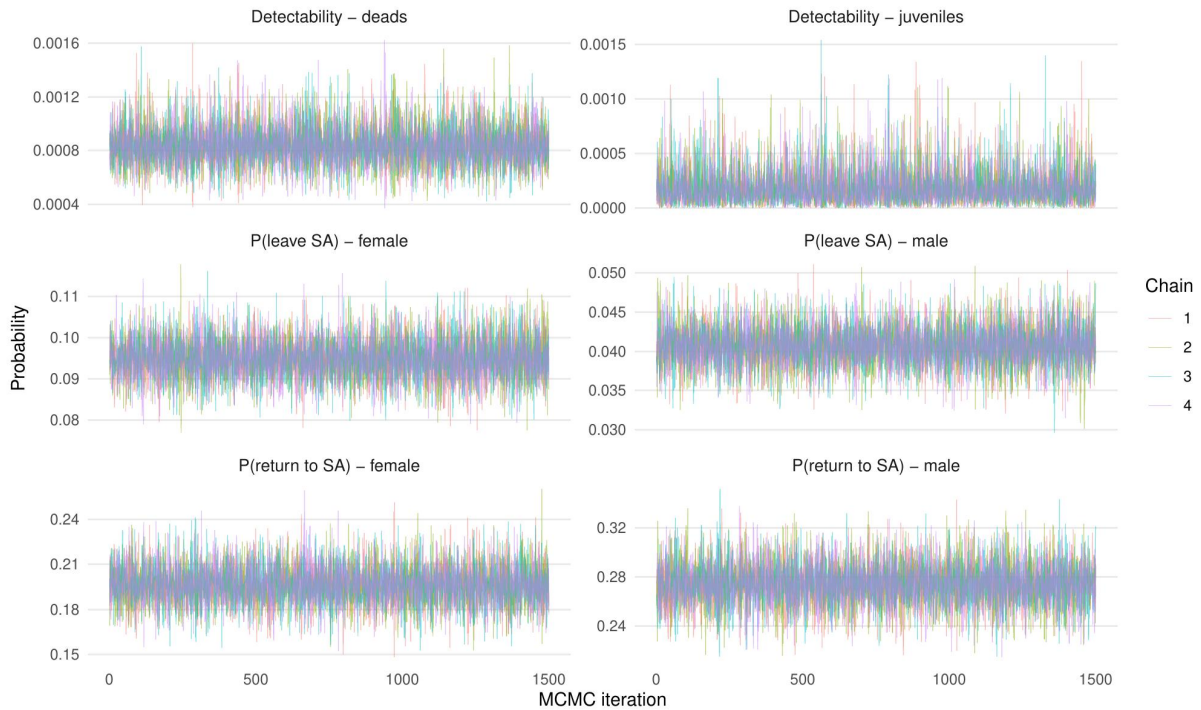 Detectability − deads
Detectability − juveniles
0.0016
0.0012
0.0008
0.0004
0.0015
0.0010
0.0005
0.0000
P(leave SA) − female
P(leave SA) − male
0.11
0.10
0.09
0.08
0.050
0.045
0.040
0.035
0.030
P(return to SA) − female
P(return to SA) − male
0.24
0.21
0.18
0.15
0.32
0.28
0.24
0 500 1000 1500
0 500 1000 1500
MCMC iteration
Probability
Chain
1
2
3
4